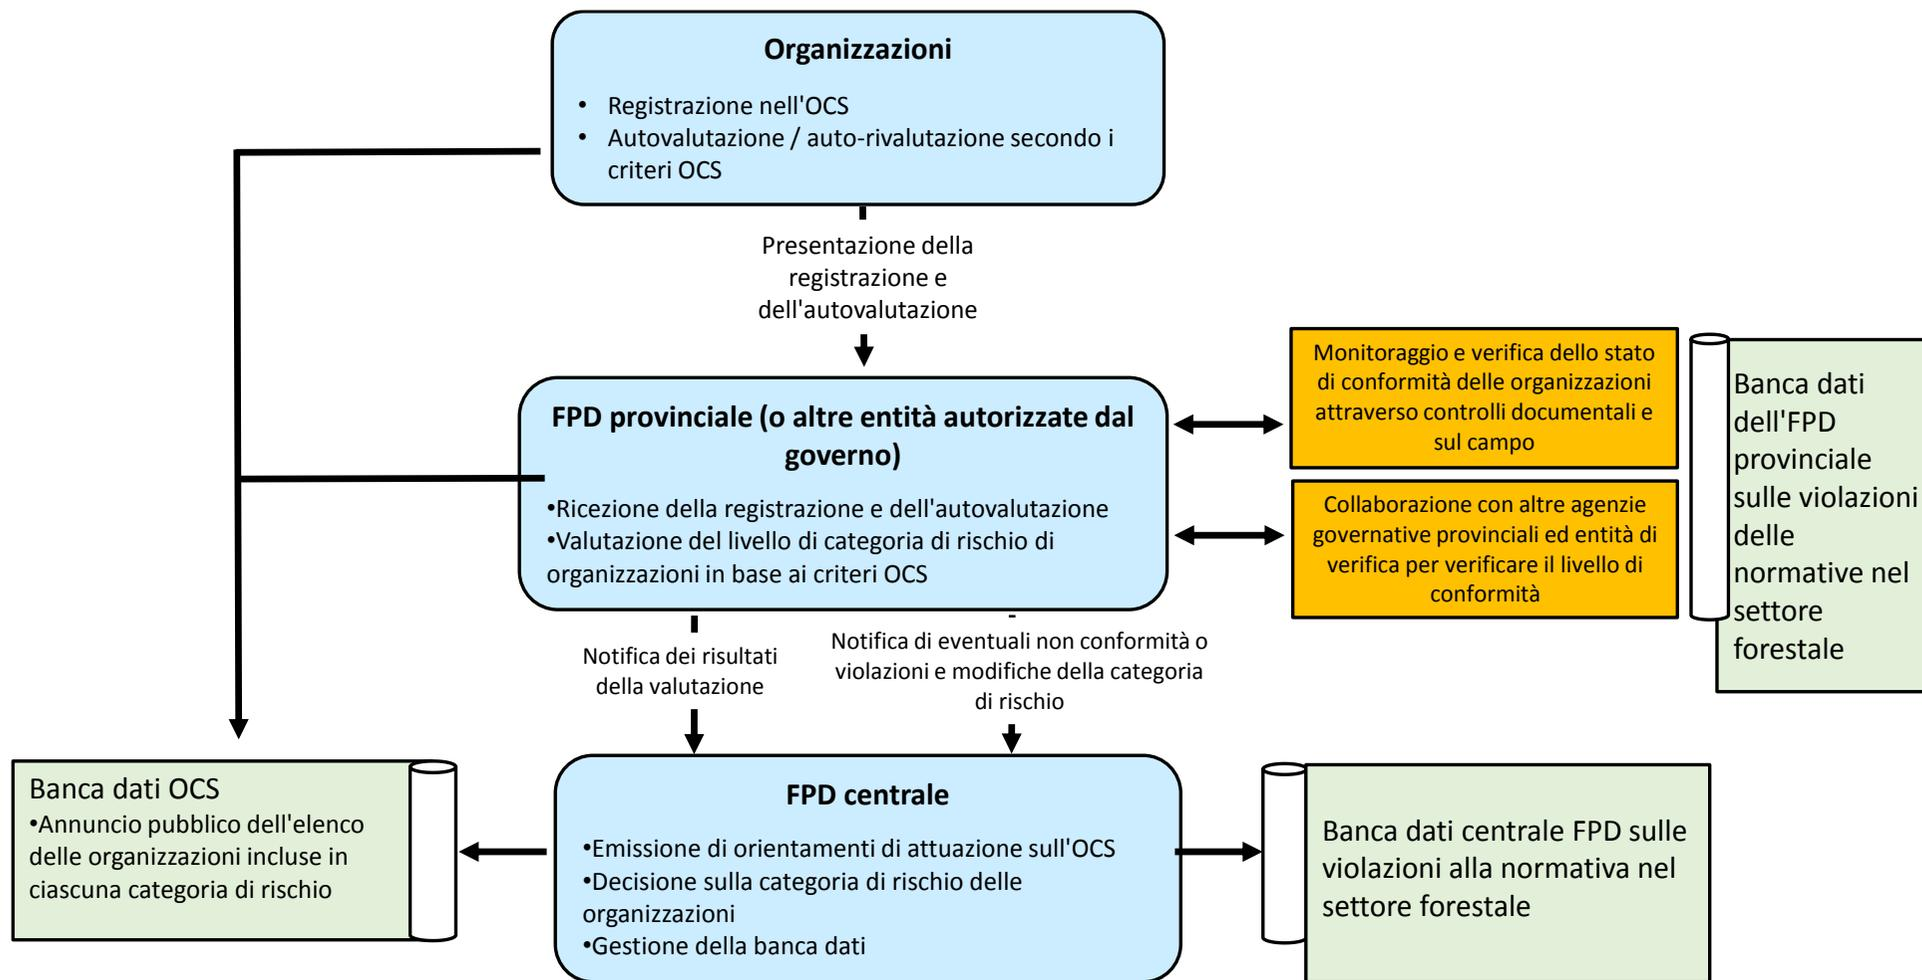 Organizzazioni
• Registrazione nell'OCS
• Autovalutazione / auto-rivalutazione secondo i
criteri OCS
Presentazione della
registrazione e
dell'autovalutazione
FPD provinciale (o altre entità autorizzate dal
governo)
•Ricezione della registrazione e dell'autovalutazione
•Valutazione del livello di categoria di rischio di
organizzazioni in base ai criteri OCS
Monitoraggio e verifica dello stato
di conformità delle organizzazioni
attraverso controlli documentali e
sul campo
Collaborazione con altre agenzie
governative provinciali ed entità di
verifica per verificare il livello di
conformità
Banca dati
dell'FPD
provinciale
sulle violazioni
delle
normative nel
settore
forestale
Notifica dei risultati
della valutazione
Notifica di eventuali non conformità o
violazioni e modifiche della categoria
di rischio
Banca dati OCS
•Annuncio pubblico dell'elenco
delle organizzazioni incluse in
ciascuna categoria di rischio
FPD centrale
•Emissione di orientamenti di attuazione sull'OCS
•Decisione sulla categoria di rischio delle
organizzazioni
•Gestione della banca dati
Banca dati centrale FPD sulle
violazioni alla normativa nel
settore forestale